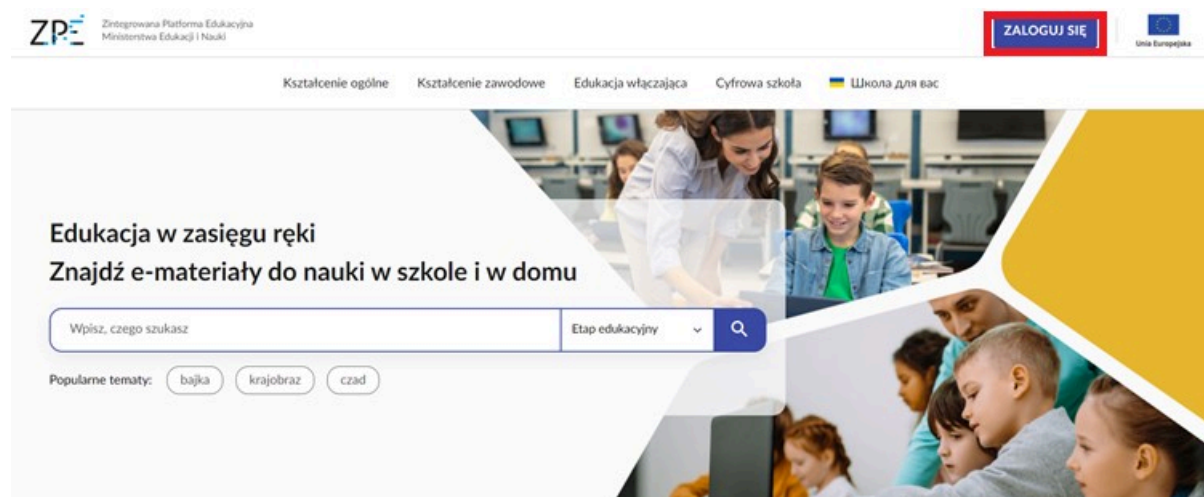 ZPE
Zintegrowana Platforma Edukacyjna
Ministerstwa Edukacji i Nauki
ZALOGUJ SIĘ
Unia Europejska
Kształcenie ogólne Kształcenie zawodowe Edukacja włączająca Cyfrowa szkoła Школа для вас
Edukacja w zasięgu ręki
Znajdź e-materiały do nauki w szkole i w domu
Wpisz, czego szukasz Etap edukacyjny
Popularne tematy: bajka krajobraz czad